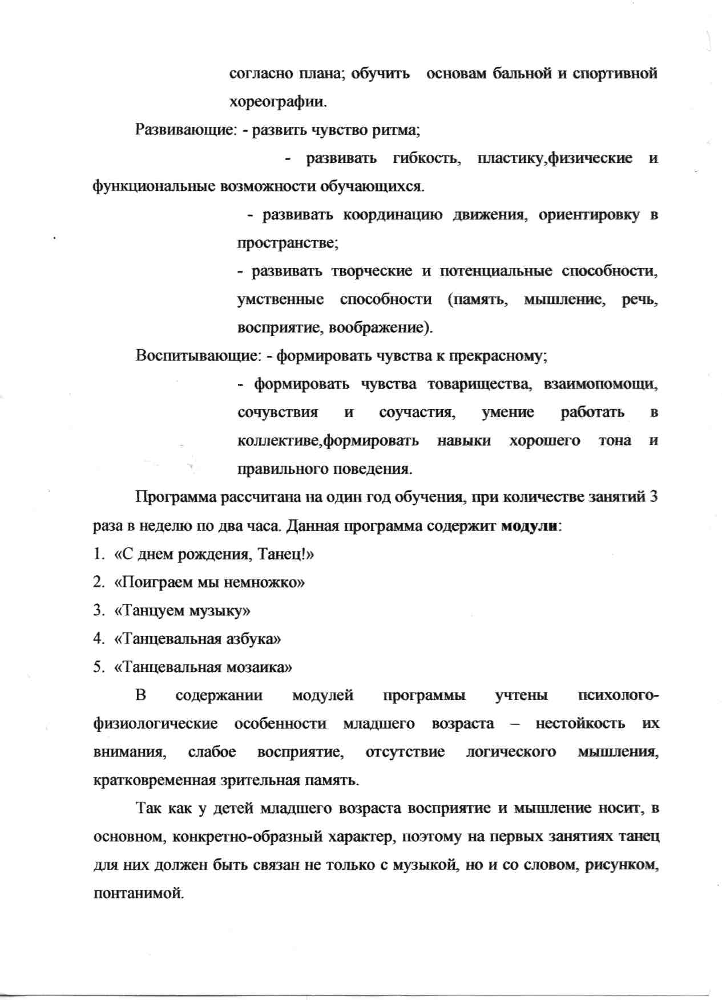 согласно плана; обучить основам бальной и спортивной
хореографии.
Развивающие: - развить чувство ритма;
- развивать гибкость, пластику,физические и
функциональные возможности обучающихся.
- развивать координацию движения, ориентировку в
пространстве;
- развивать творческие и потенциальные способности,
умственные способности (память, мышление, речь,
восприятие, воображение).
Воспитывающие: - формировать чувства к прекрасному;
- формировать чувства товарищества, взаимопомощи,
сочувствия и соучастия, умение работать в
коллективе,формировать навыки хорошего тона и
правильного поведения.
Программа рассчитана на один год обучения, при количестве занятий 3
раза в неделю по два часа. Данная программа содержит модули:
1. «С днем рождения, Танец!»
2. «Поиграем мы немножко»
3. «Танцуем музыку»
4. «Танцевальная азбука»
5. «Танцевальная мозаика»
В содержании модулей программы учтены психолого-
физиологические особенности младшего возраста – нестойкость их
внимания, слабое восприятие, отсутствие логического мышления,
кратковременная зрительная память.
Так как у детей младшего возраста восприятие и мышление носит, в
основном, конкретно-образный характер, поэтому на первых занятиях танец
для них должен быть связан не только с музыкой, но и со словом, рисунком,
понтанимой.